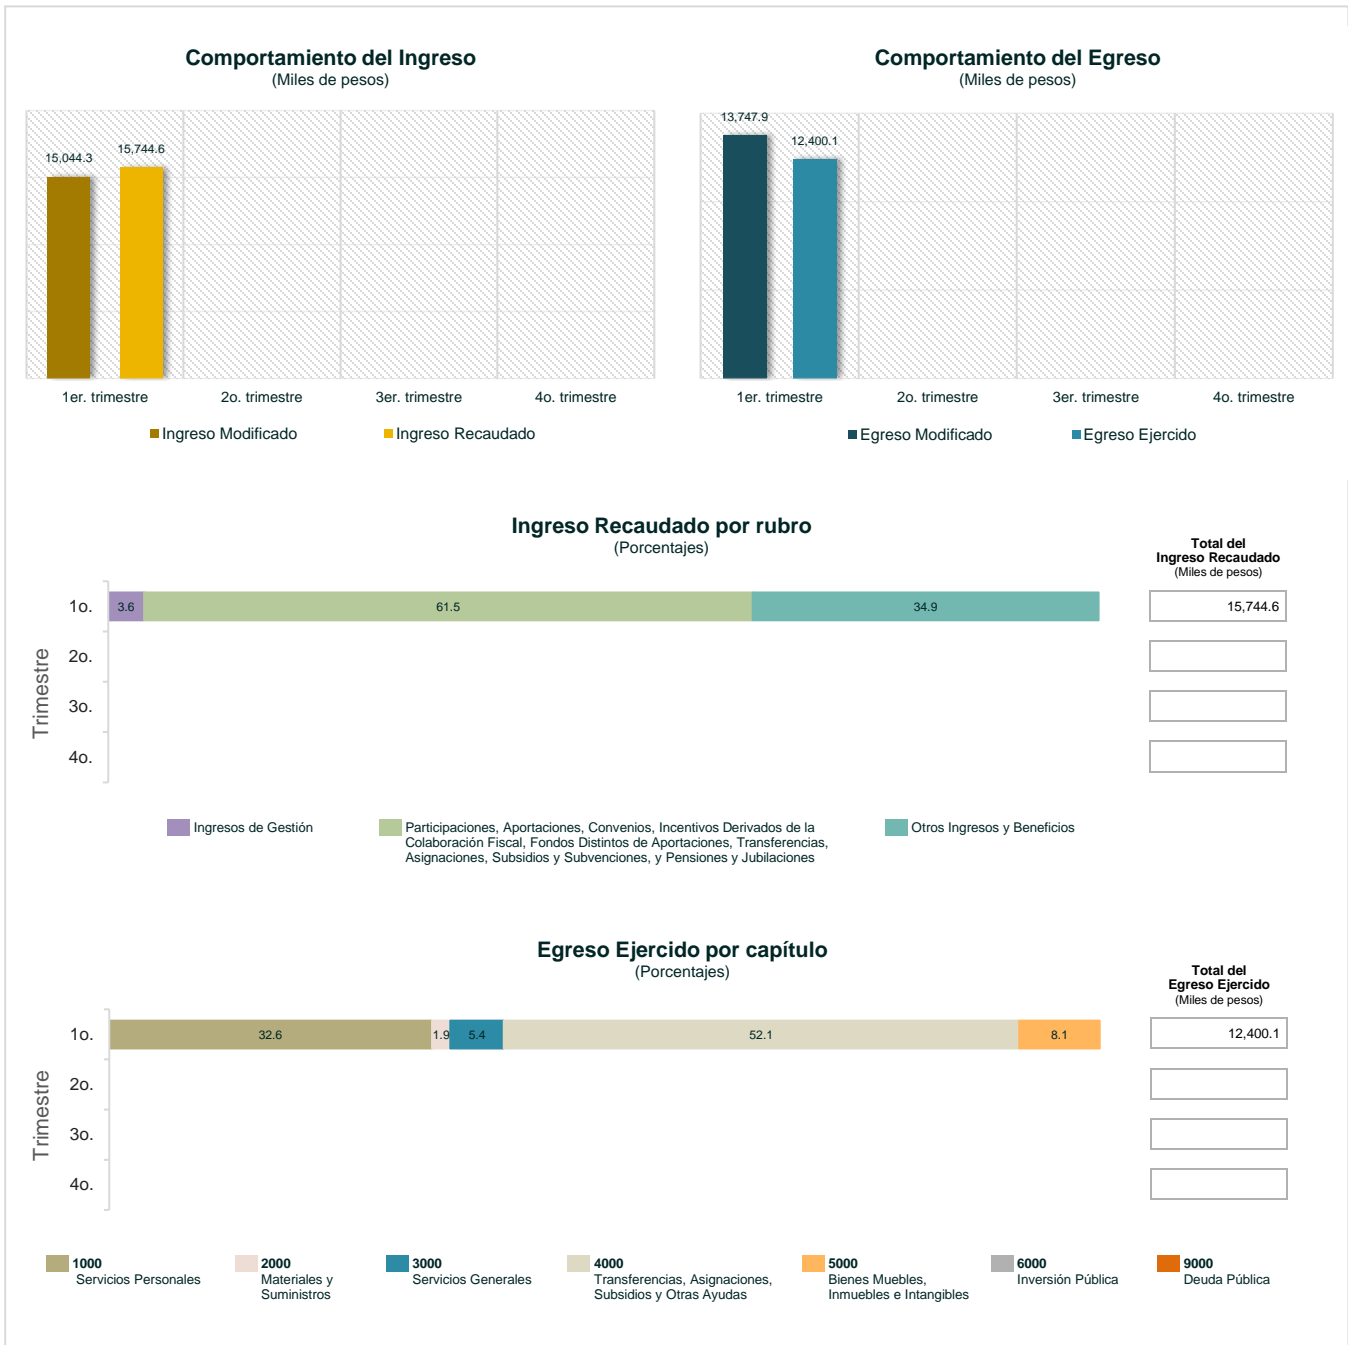 Comportamiento del Ingreso
(Miles de pesos)
15,044.3
15,744.6
1er. trimestre
2o. trimestre
3er. trimestre
4o. trimestre
Ingreso Modificado
Ingreso Recaudado
Comportamiento del Egreso
(Miles de pesos)
13,747.9
12,400.1
1er. trimestre
2o. trimestre
3er. trimestre
4o. trimestre
Egreso Modificado
Egreso Ejercido
Ingreso Recaudado por rubro
(Porcentajes)
Total del
Ingreso Recaudado
(Miles de pesos)
Trimestre
1o.
3.6
61.5
34.9
15,744.6
2o.
3o.
4o.
Ingresos de Gestión
Participaciones, Aportaciones, Convenios, Incentivos Derivados de la
Colaboración Fiscal, Fondos Distintos de Aportaciones, Transferencias,
Asignaciones, Subsidios y Subvenciones, y Pensiones y Jubilaciones
Otros Ingresos y Beneficios
Egreso Ejercido por capítulo
(Porcentajes)
Total del
Egreso Ejercido
(Miles de pesos)
Trimestre
1o.
32.6
1.9
5.4
52.1
8.1
12,400.1
2o.
3o.
4o.
1000
Servicios Personales
2000
Materiales y
Suministros
3000
Servicios Generales
4000
Transferencias, Asignaciones,
Subsidios y Otras Ayudas
5000
Bienes Muebles,
Inmuebles e Intangibles
6000
Inversión Pública
9000
Deuda Pública